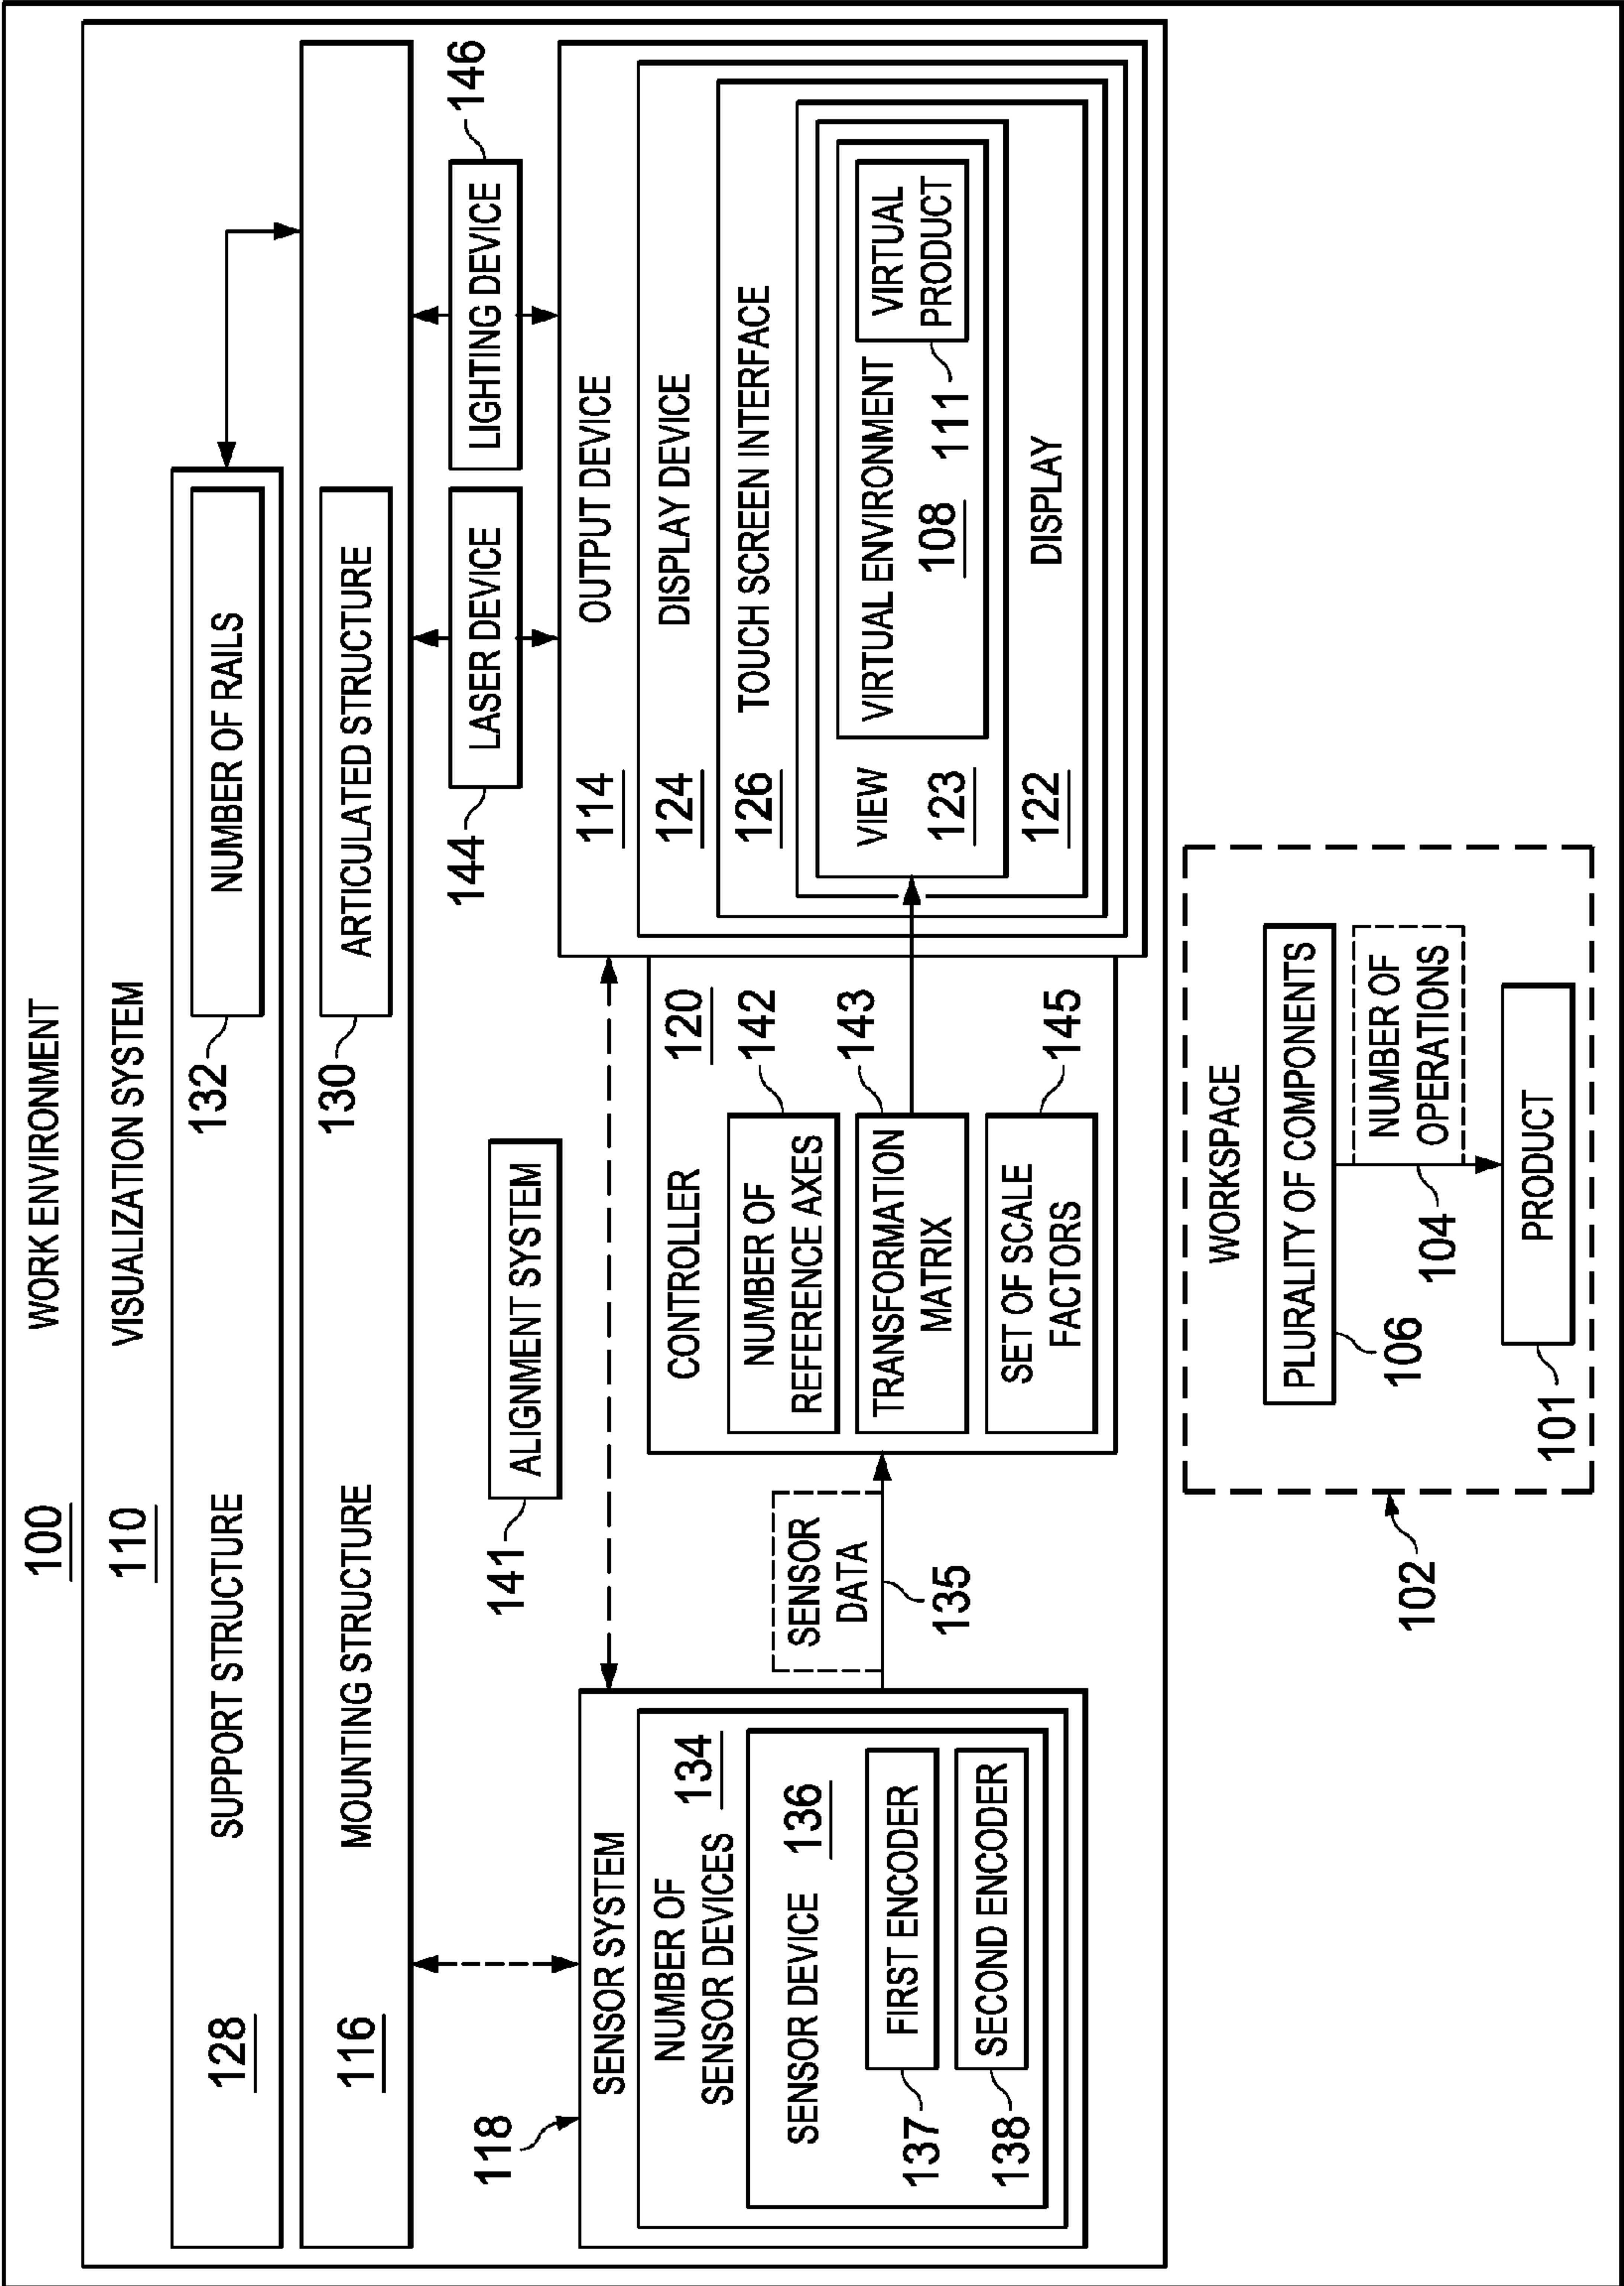 WORK ENVIRONMENT
100
VISUALIZATION SYSTEM
110
SUPPORT STRUCTURE
128
NUMBER OF RAILS
132
MOUNTING STRUCTURE
116
ARTICULATED STRUCTURE
130
118
141
ALIGNMENT SYSTEM
144
LASER DEVICE
LIGHTING DEVICE
146
SENSOR SYSTEM
NUMBER OF
SENSOR DEVICES
134
SENSOR DEVICE
136
FIRST ENCODER
137
SECOND ENCODER
138
SENSOR
DATA
135
CONTROLLER
120
NUMBER OF
REFERENCE AXES
142
TRANSFORMATION
MATRIX
143
SET OF SCALE
FACTORS
145
OUTPUT DEVICE
114
DISPLAY DEVICE
124
TOUCH SCREEN INTERFACE
126
VIEW
123
VIRTUAL ENVIRONMENT
108
VIRTUAL
PRODUCT
111
DISPLAY
122
102
WORKSPACE
PLURALITY OF COMPONENTS
106
NUMBER OF
OPERATIONS
104
PRODUCT
101